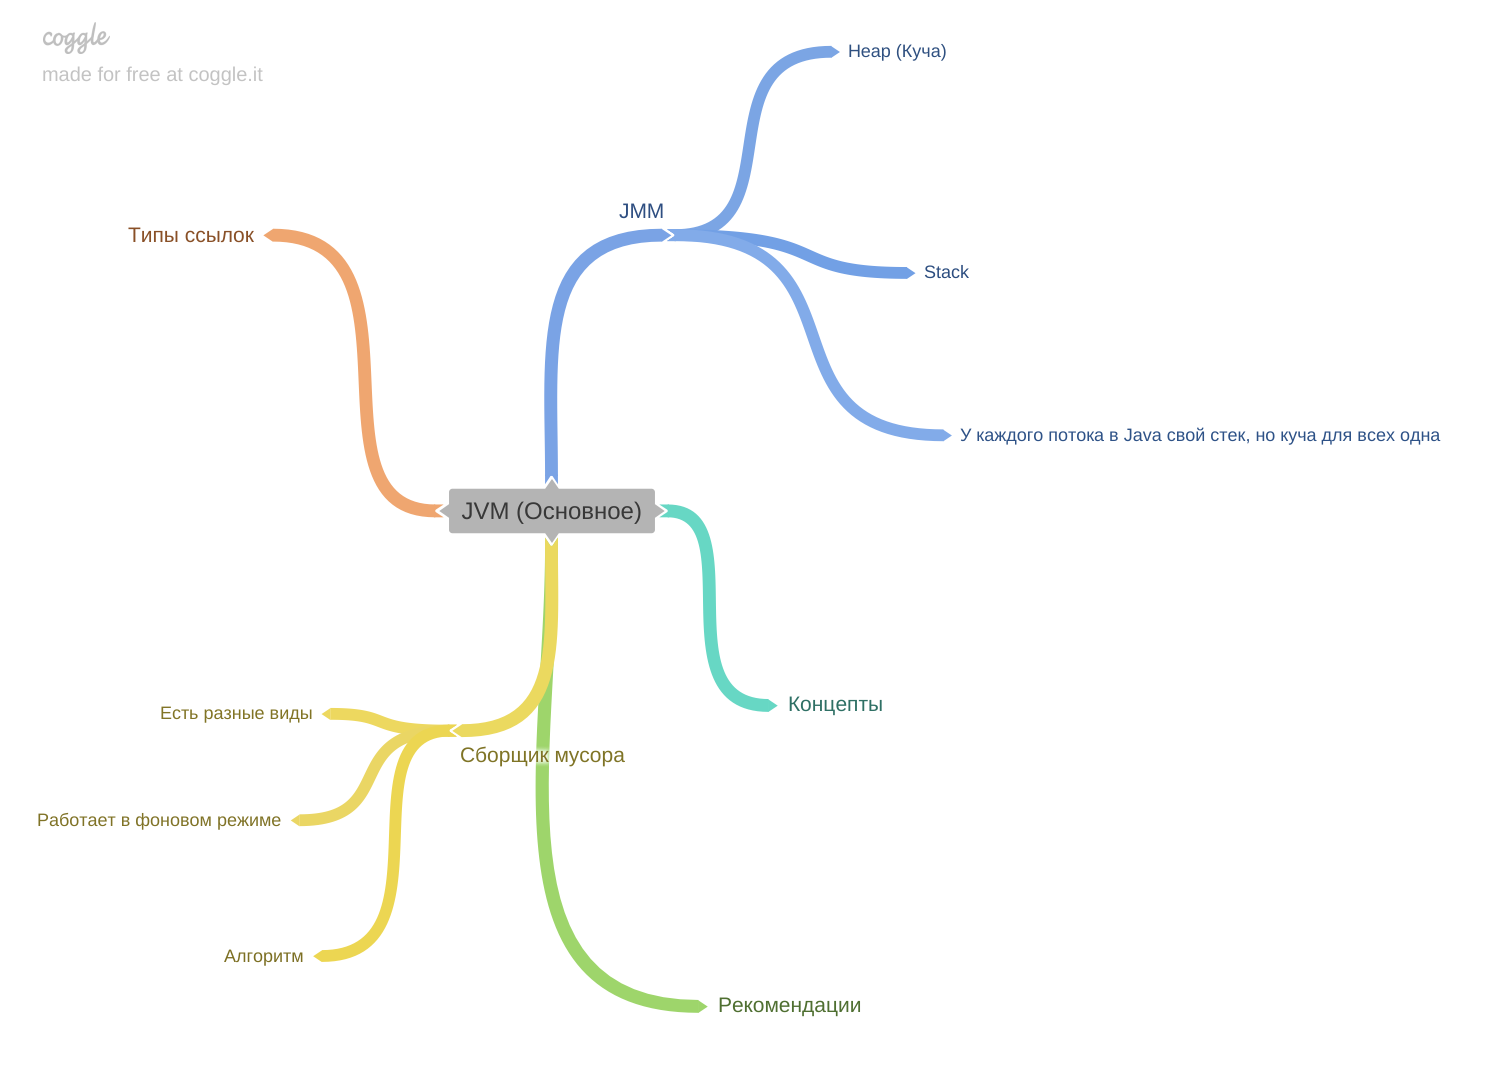 coggle
made for free at coggle.it
Heap (Куча)
JMM
Типы ссылок
Stack
У каждого потока в Java свой стек, но куча для всех одна
JVM (Основное)
Концепты
Есть разные виды
Сборщик мусора
Работает в фоновом режиме
Алгоритм
Рекомендации